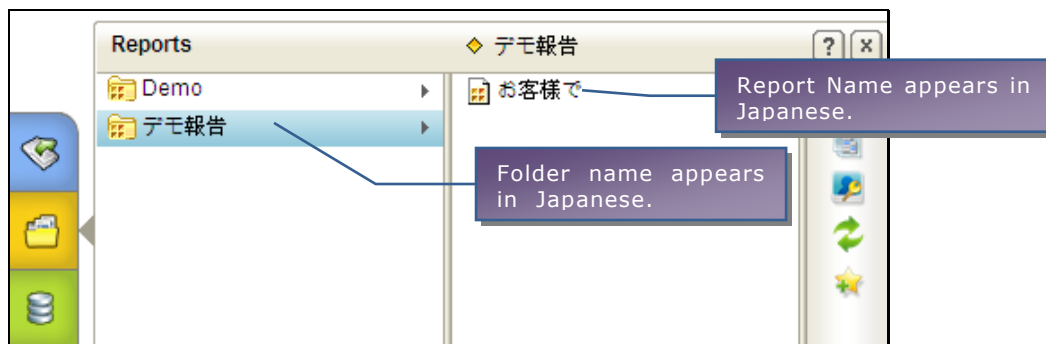 Reports
デモ報告
?
x
Demo
お客様で
デモ報告
Report Name appears in
Japanese.
Folder name appears
in Japanese.